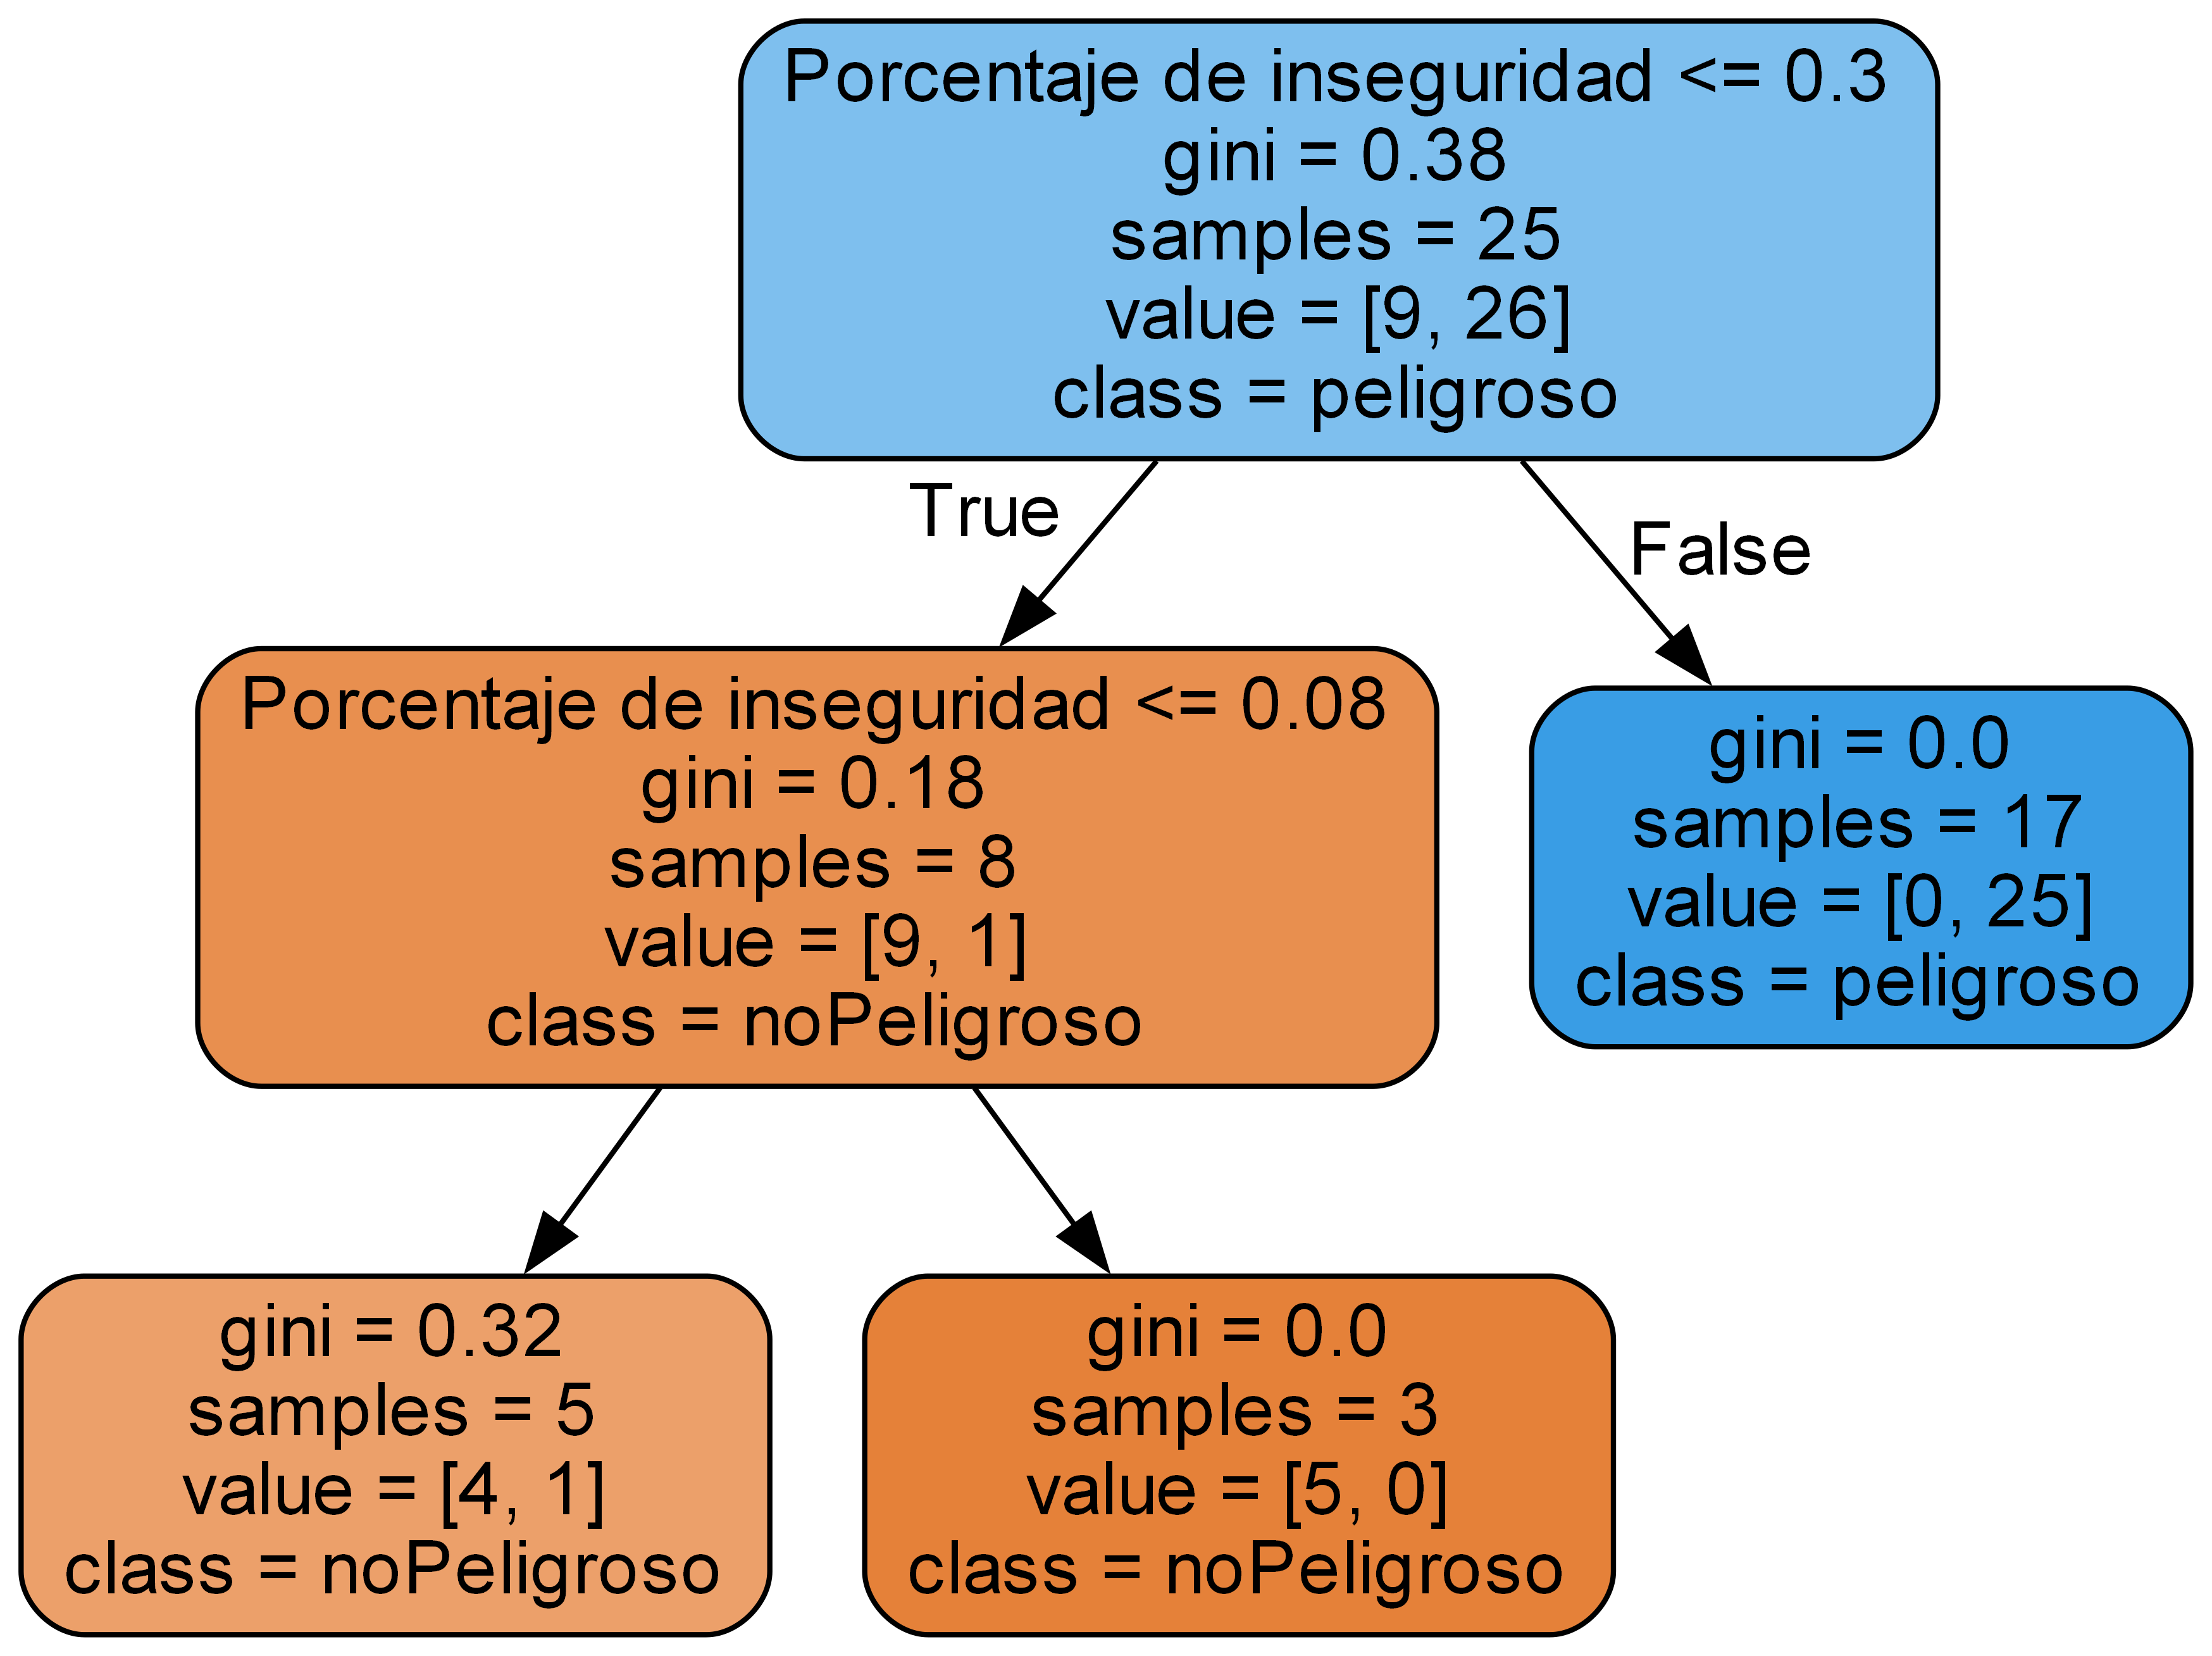 Porcentaje de inseguridad <= 0.3
gini = 0.38
samples = 25
value = [9, 26]
class = peligroso
True
False
Porcentaje de inseguridad <= 0.08
gini = 0.18
samples = 8
value = [9, 1]
class = noPeligroso
gini = 0.0
samples = 17
value = [0, 25]
class = peligroso
gini = 0.32
samples = 5
value = [4, 1]
class = noPeligroso
gini = 0.0
samples = 3
value = [5, 0]
class = noPeligroso